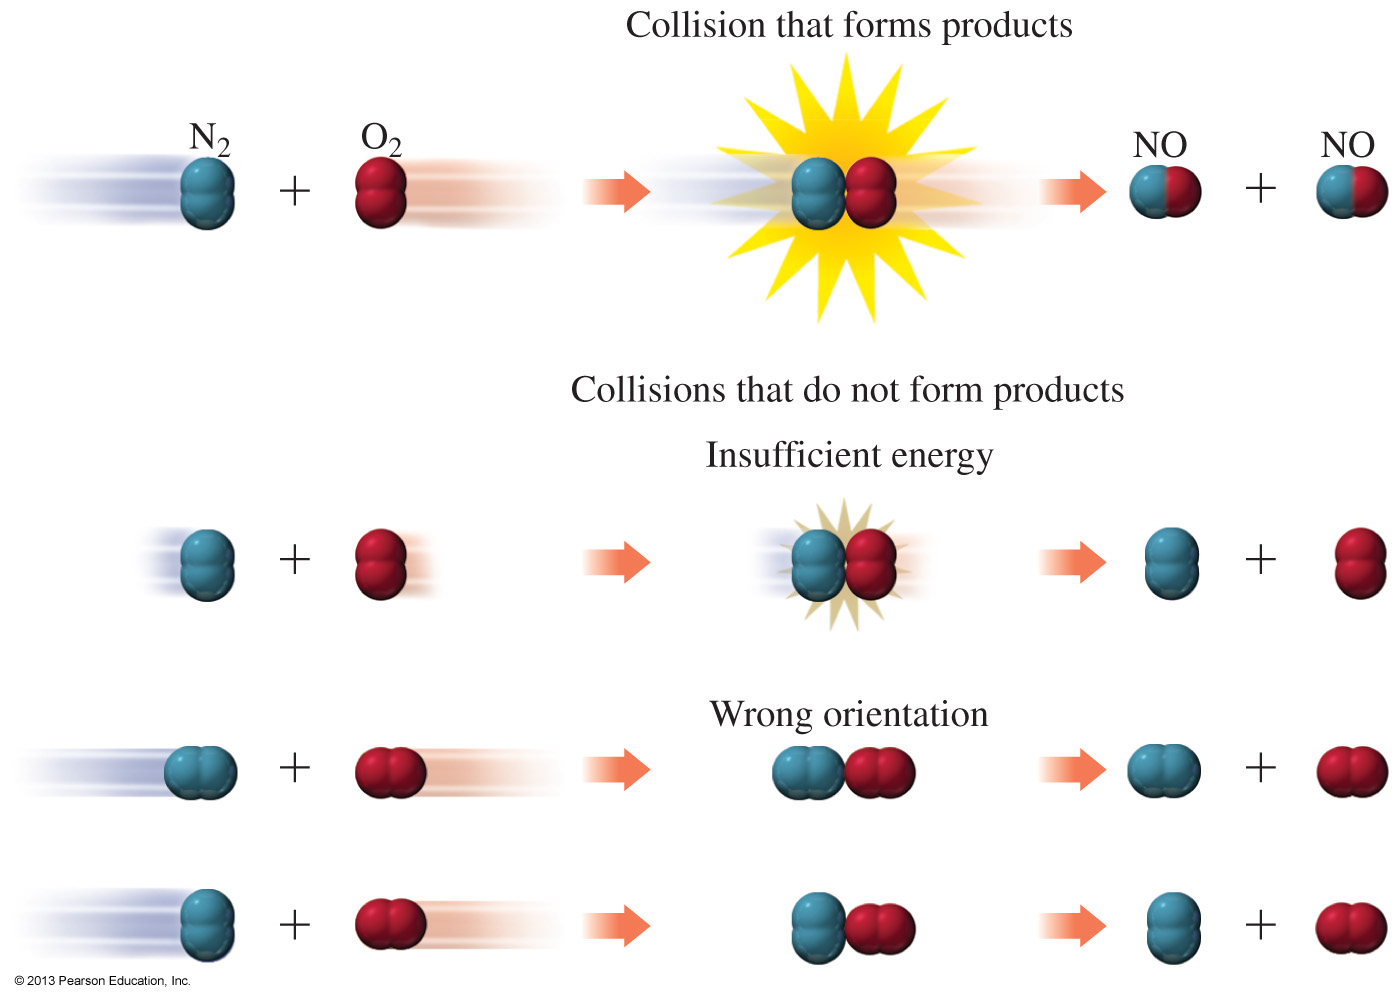 Collision that forms products
N₂ + O₂ NO + NO
Collisions that do not form products
Insufficient energy
+ +
Wrong orientation
+ +
+ +
© 2013 Pearson Education, Inc.